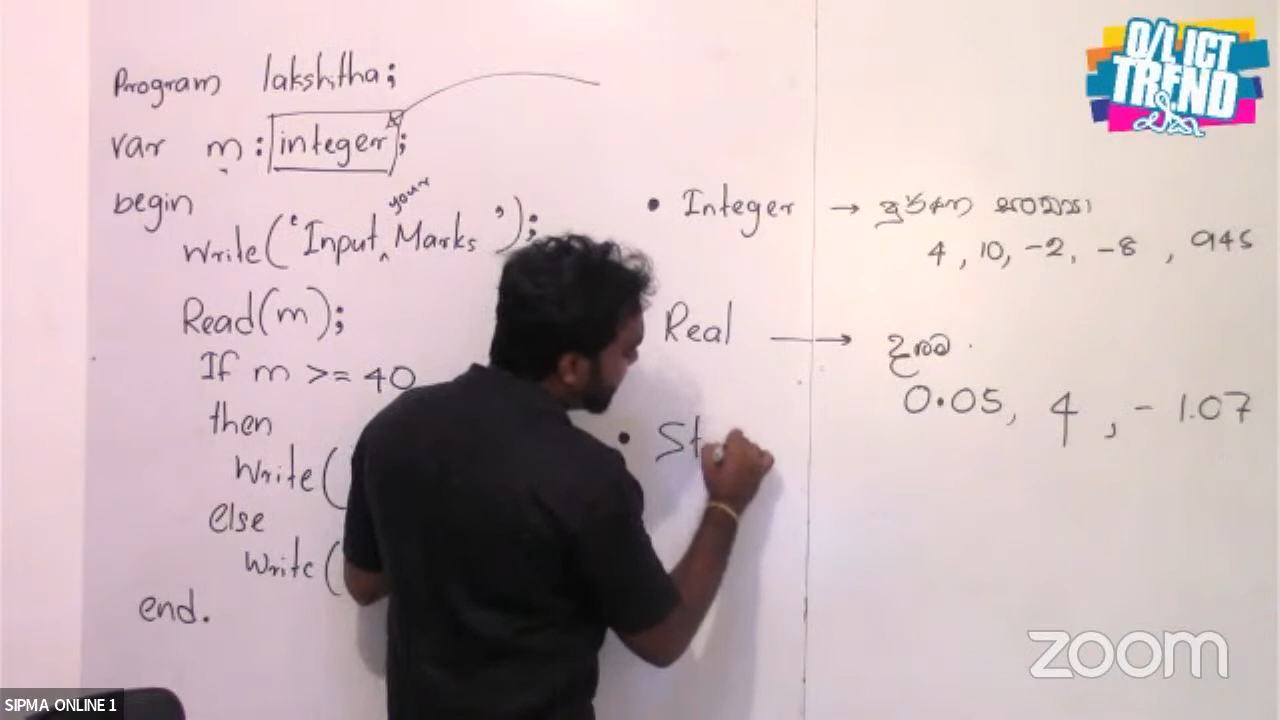 Program lakshitha;
var m : integer;
begin
write('Input your Marks');
Read(m);
If m >= 40
then
write(
else
write(
end.
• Integer → පූර්ණ සංඛ්‍යා
4, 10, -2, -8, 945
Real → දශම
0.05, 4, -1.07
• St
O/L ICT
TREND
එක
zoom
SIPMA ONLINE 1